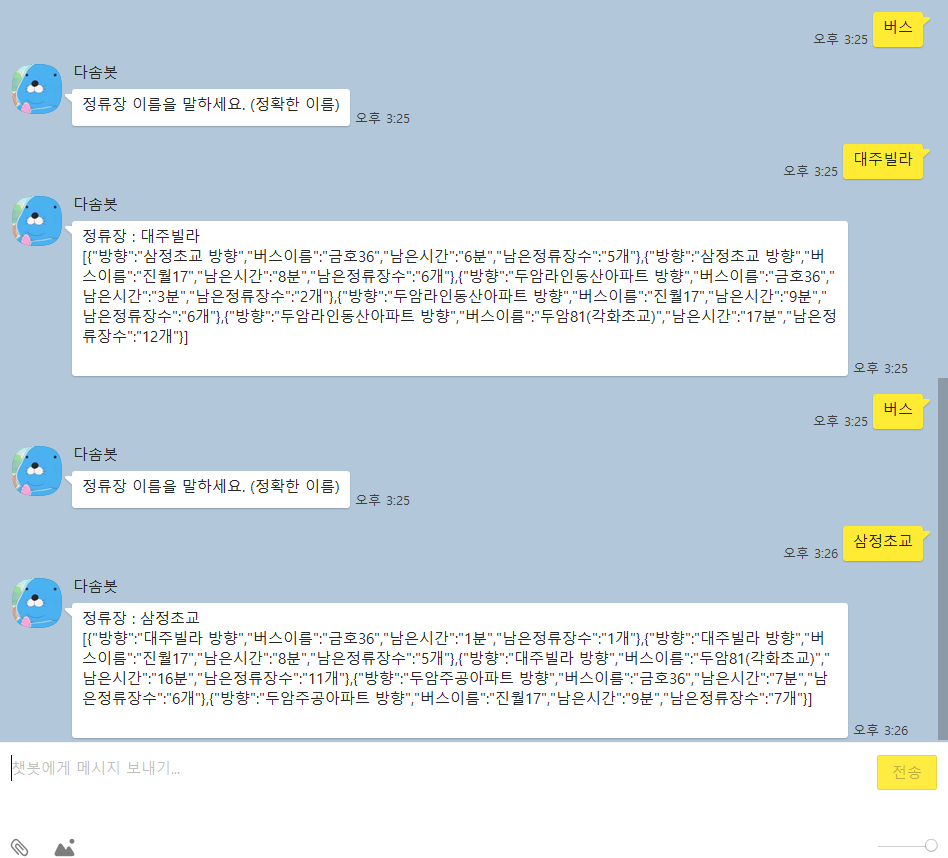 버스
오후 3:25
다솜봇
정류장 이름을 말하세요. (정확한 이름)
오후 3:25
대주빌라
오후 3:25
다솜봇
정류장 : 대주빌라
[{"방향":"삼정초교 방향","버스이름":"금호36","남은시간":"6분","남은정류장수":"5개"},{"방향":"삼정초교 방향","버
스이름":"진월17","남은시간":"8분","남은정류장수":"6개"},{"방향":"두암라인동산아파트 방향","버스이름":"금호36","
남은시간":"3분","남은정류장수":"2개"},{"방향":"두암라인동산아파트 방향","버스이름":"진월17","남은시간":"9분","
남은정류장수":"6개"},{"방향":"두암라인동산아파트 방향","버스이름":"두암81(각화초교)","남은시간":"17분","남은정
류장수":"12개"}]
오후 3:25
버스
오후 3:25
다솜봇
정류장 이름을 말하세요. (정확한 이름)
오후 3:25
삼정초교
오후 3:26
다솜봇
정류장 : 삼정초교
[{"방향":"대주빌라 방향","버스이름":"금호36","남은시간":"1분","남은정류장수":"1개"},{"방향":"대주빌라 방향","버
스이름":"진월17","남은시간":"8분","남은정류장수":"5개"},{"방향":"대주빌라 방향","버스이름":"두암81(각화초교)","
남은시간":"16분","남은정류장수":"11개"},{"방향":"두암주공아파트 방향","버스이름":"금호36","남은시간":"7분","남
은정류장수":"6개"},{"방향":"두암주공아파트 방향","버스이름":"진월17","남은시간":"9분","남은정류장수":"7개"}]
오후 3:26
챗봇에게 메시지 보내기...
전송